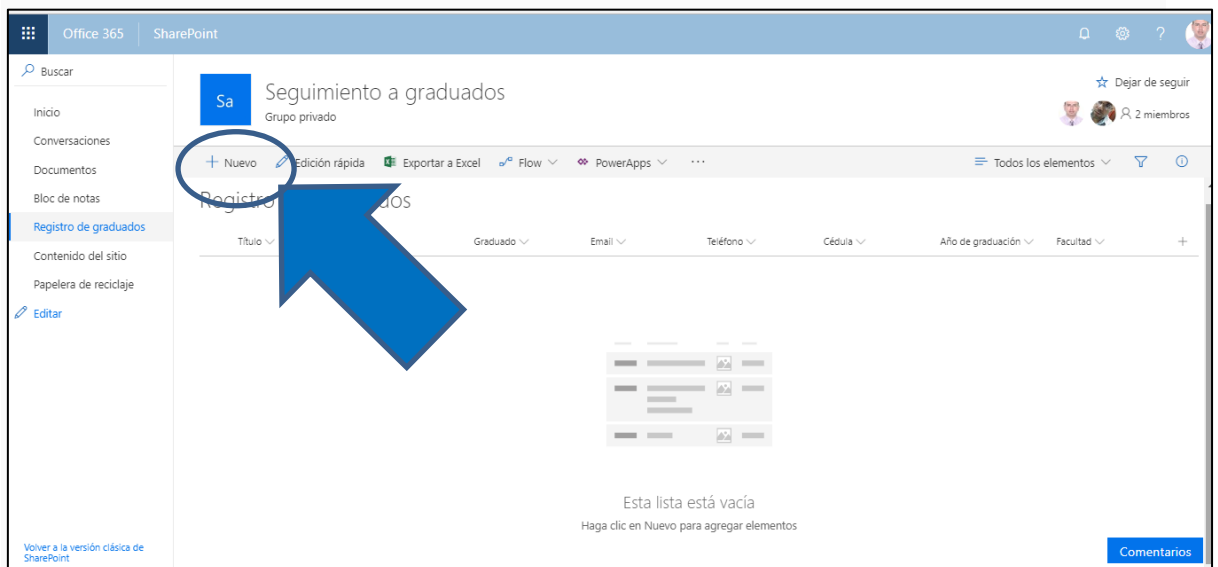 Office 365 SharePoint ?
Buscar
Sa Seguimiento a graduados
Grupo privado
Dejar de seguir
2 miembros
Inicio
Conversaciones
Documentos
Bloc de notas
Registro de graduados
Contenido del sitio
Papelera de reciclaje
Editar
+ Nuevo Edición rápida Exportar a Excel Flow PowerApps ··· Todos los elementos
Registro dos
Título Graduado Email Teléfono Cédula Año de graduación Facultad +
Esta lista está vacía
Haga clic en Nuevo para agregar elementos
Volver a la versión clásica de
SharePoint
Comentarios